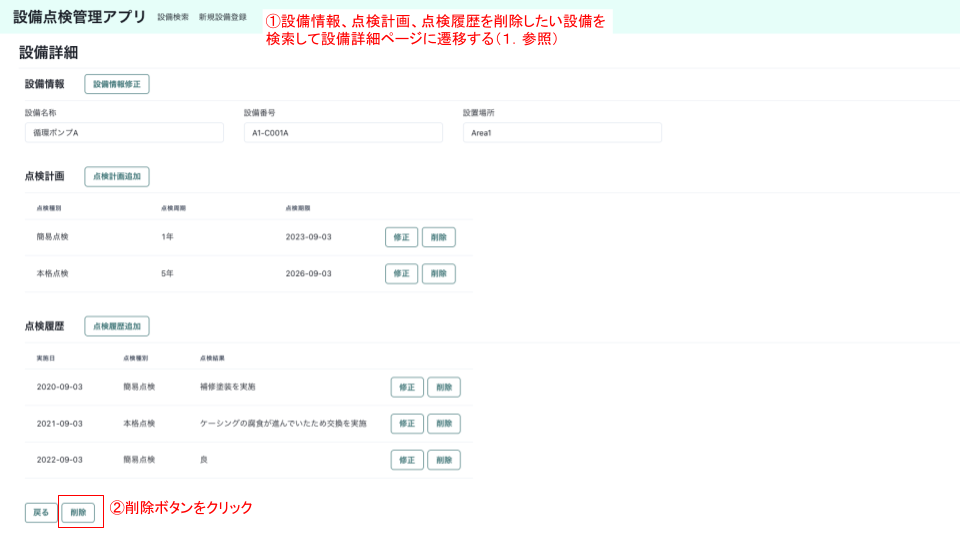 設備点検管理アプリ 設備検索 新規設備登録
①設備情報、点検計画、点検履歴を削除したい設備を
検索して設備詳細ページに遷移する（１．参照）
設備詳細
設備情報 設備情報修正
設備名称 設備番号 設置場所
循環ポンプA A1-C001A Area1
点検計画 点検計画追加
点検種別 点検周期 点検期限
簡易点検 1年 2023-09-03 修正 削除
本格点検 5年 2026-09-03 修正 削除
点検履歴 点検履歴追加
実施日 点検種別 点検結果
2020-09-03 簡易点検 補修塗装を実施 修正 削除
2021-09-03 本格点検 ケーシングの腐食が進んでいたため交換を実施 修正 削除
2022-09-03 簡易点検 良 修正 削除
戻る 削除 ②削除ボタンをクリック